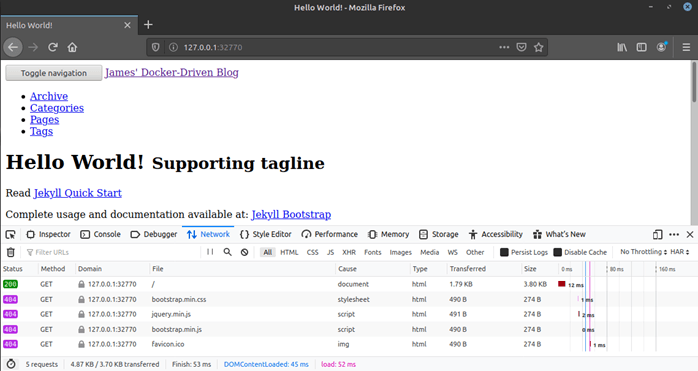 Hello World! - Mozilla Firefox
Hello World!
127.0.0.1:32770
Toggle navigation James' Docker-Driven Blog
Archive
Categories
Pages
Tags
Hello World! Supporting tagline
Read Jekyll Quick Start
Complete usage and documentation available at: Jekyll Bootstrap
Inspector Console Debugger Network Style Editor Performance Memory Storage Accessibility What's New
Filter URLs All HTML CSS JS XHR Fonts Images Media WS Other Persist Logs Disable Cache No Throttling HAR
Status Method Domain File Cause Type Transferred Size 0 ms 80 ms 160 ms
200 GET 127.0.0.1:32770 / document html 1.79 KB 3.80 KB 12 ms
404 GET 127.0.0.1:32770 bootstrap.min.css stylesheet html 490 B 274 B 1 ms
404 GET 127.0.0.1:32770 jquery.min.js script html 491 B 274 B 2 ms
404 GET 127.0.0.1:32770 bootstrap.min.js script html 490 B 274 B 0 ms
404 GET 127.0.0.1:32770 favicon.ico img html 490 B 274 B 1 ms
5 requests 4.87 KB / 3.70 KB transferred Finish: 53 ms DOMContentLoaded: 45 ms load: 52 ms